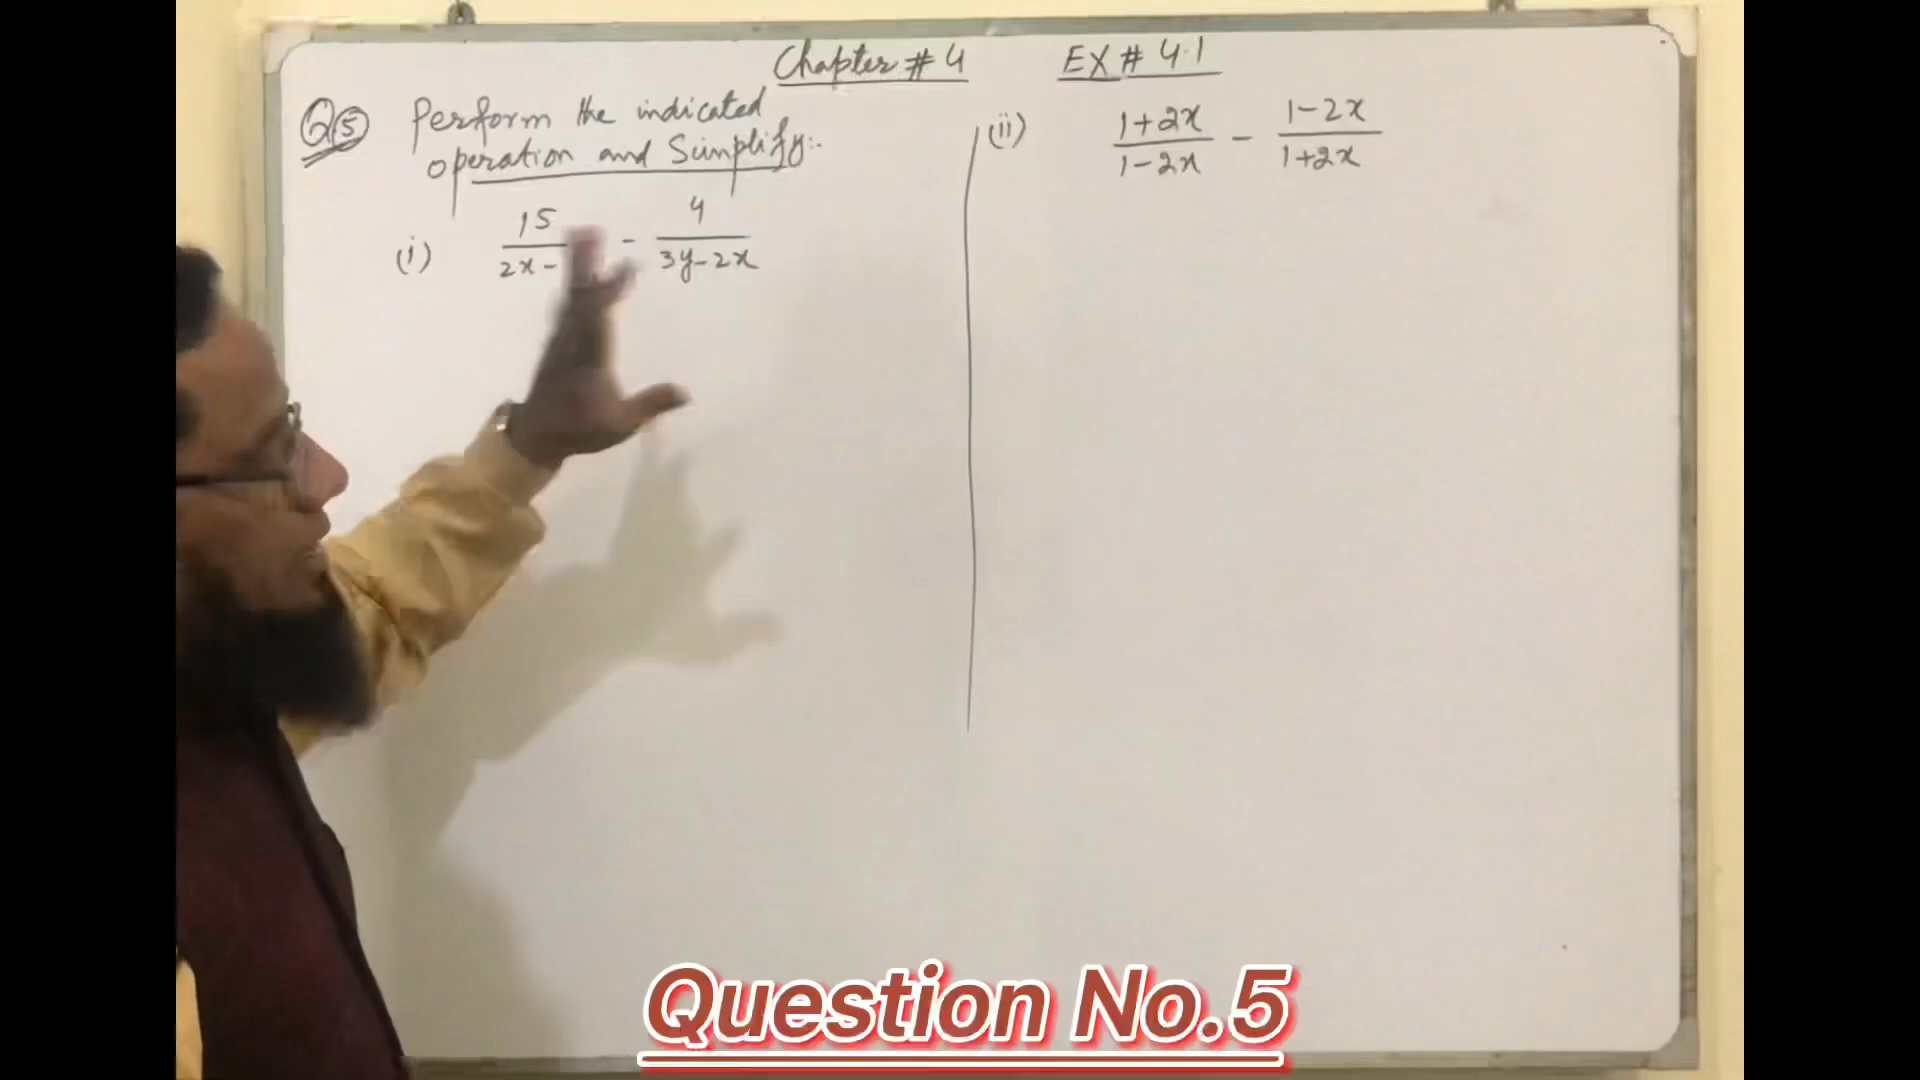 Chapter # 4 EX # 4.1
Q5 Perform the indicated
operation and Simplify:-
(i) 15/2x- - 4/3y-2x
(ii) 1+2x/1-2x - 1-2x/1+2x
Question No.5